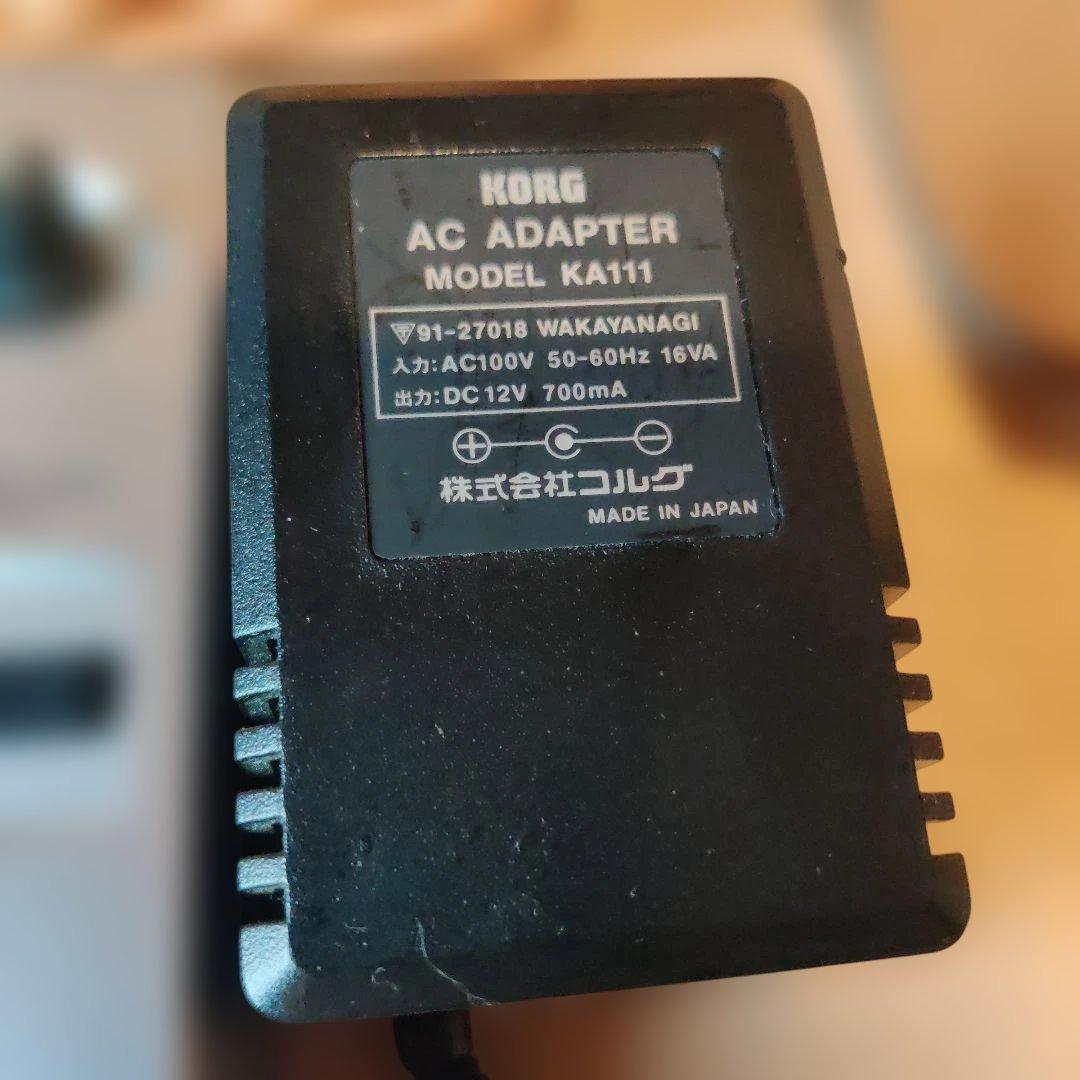 KORG
AC ADAPTER
MODEL KA111
〒91-27018 WAKAYANAGI
入力:AC100V 50-60Hz 16VA
出力:DC12V 700mA
株式会社コルグ
MADE IN JAPAN